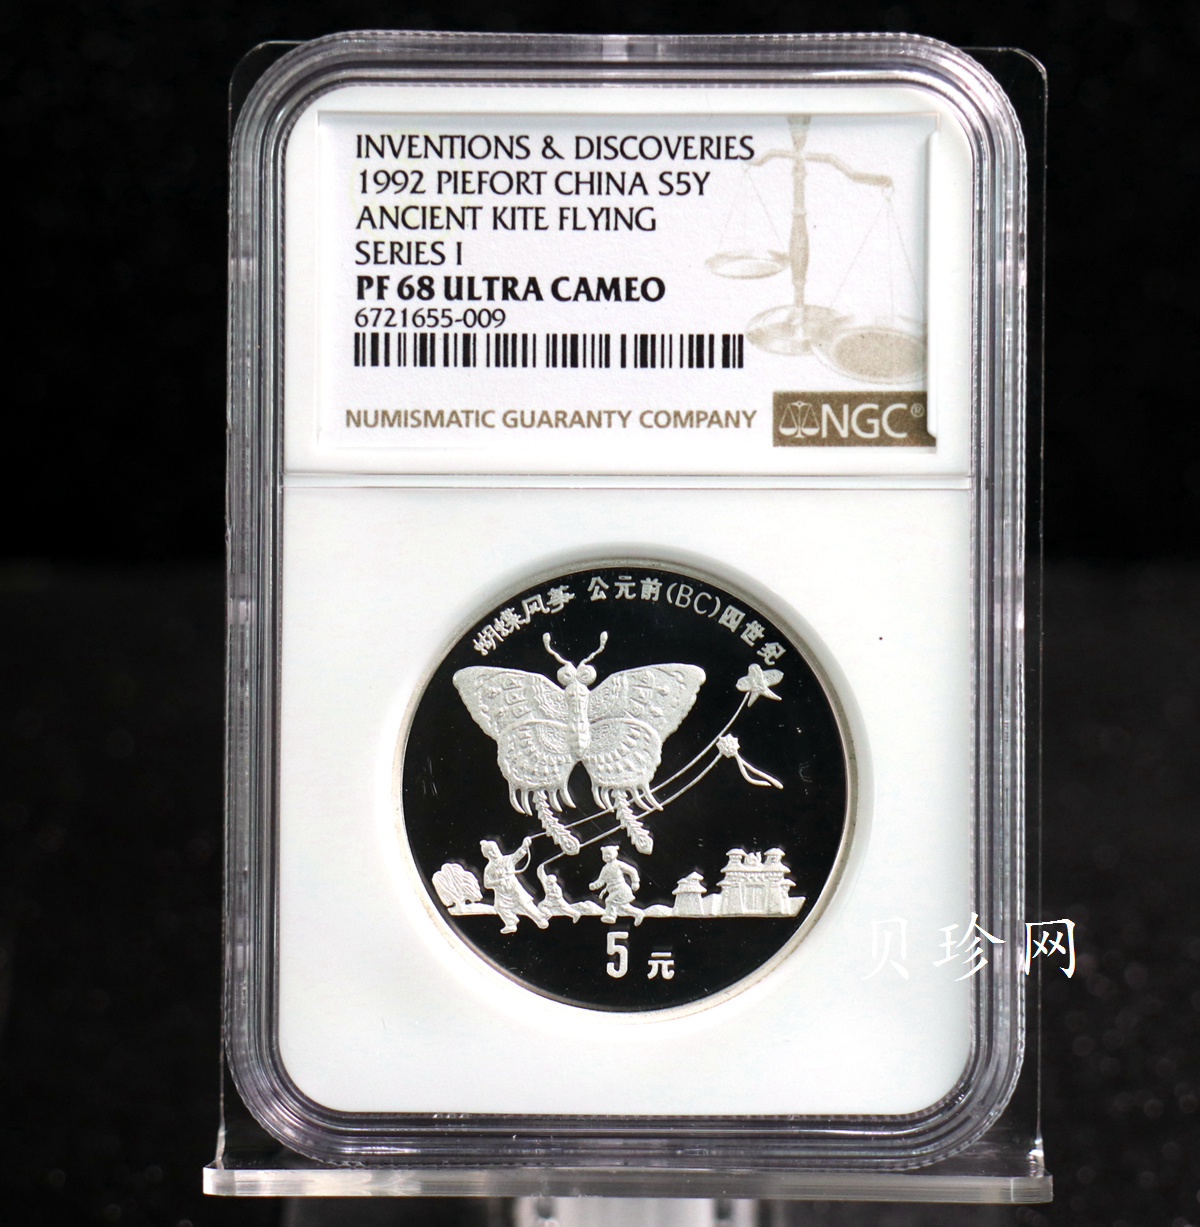 INVENTIONS & DISCOVERIES
1992 PIEFORT CHINA S5Y
ANCIENT KITE FLYING
SERIES I
PF 68 ULTRA CAMEO
6721655-009
NUMISMATIC GUARANTY COMPANY
NGC®
蝴蝶风筝 公元前(BC)四世纪
5元
贝珍网